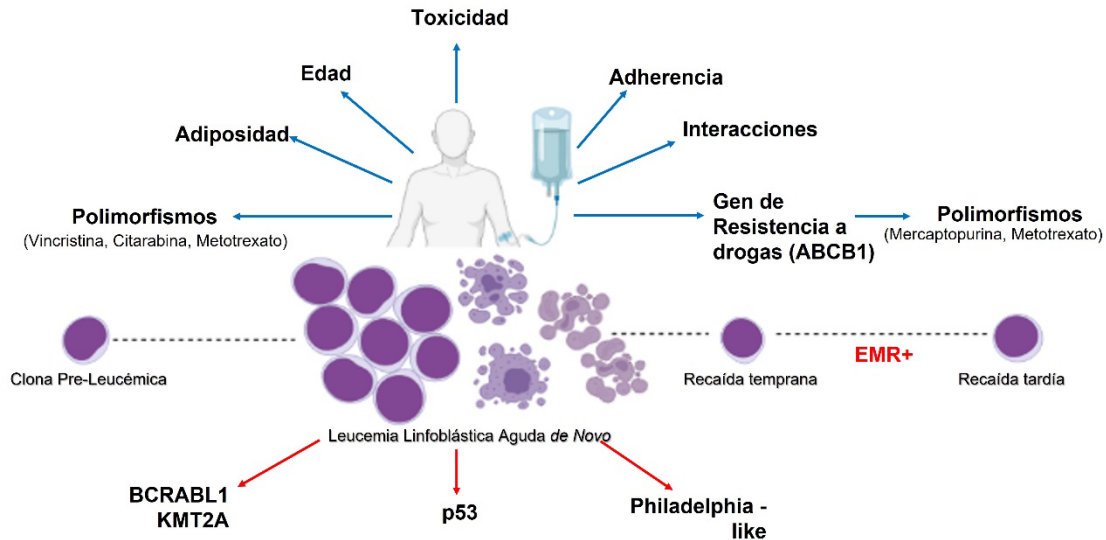 Toxicidad
Edad
Adherencia
Adiposidad
Interacciones
Polimorfismos
(Vincristina, Citarabina, Metotrexato)
Gen de
Resistencia a
drogas (ABCB1)
Polimorfismos
(Mercaptopurina, Metotrexato)
EMR+
Clona Pre-Leucémica
Recaída temprana
Recaída tardía
Leucemia Linfoblástica Aguda de Novo
BCRABL1
KMT2A
p53
Philadelphia -
like